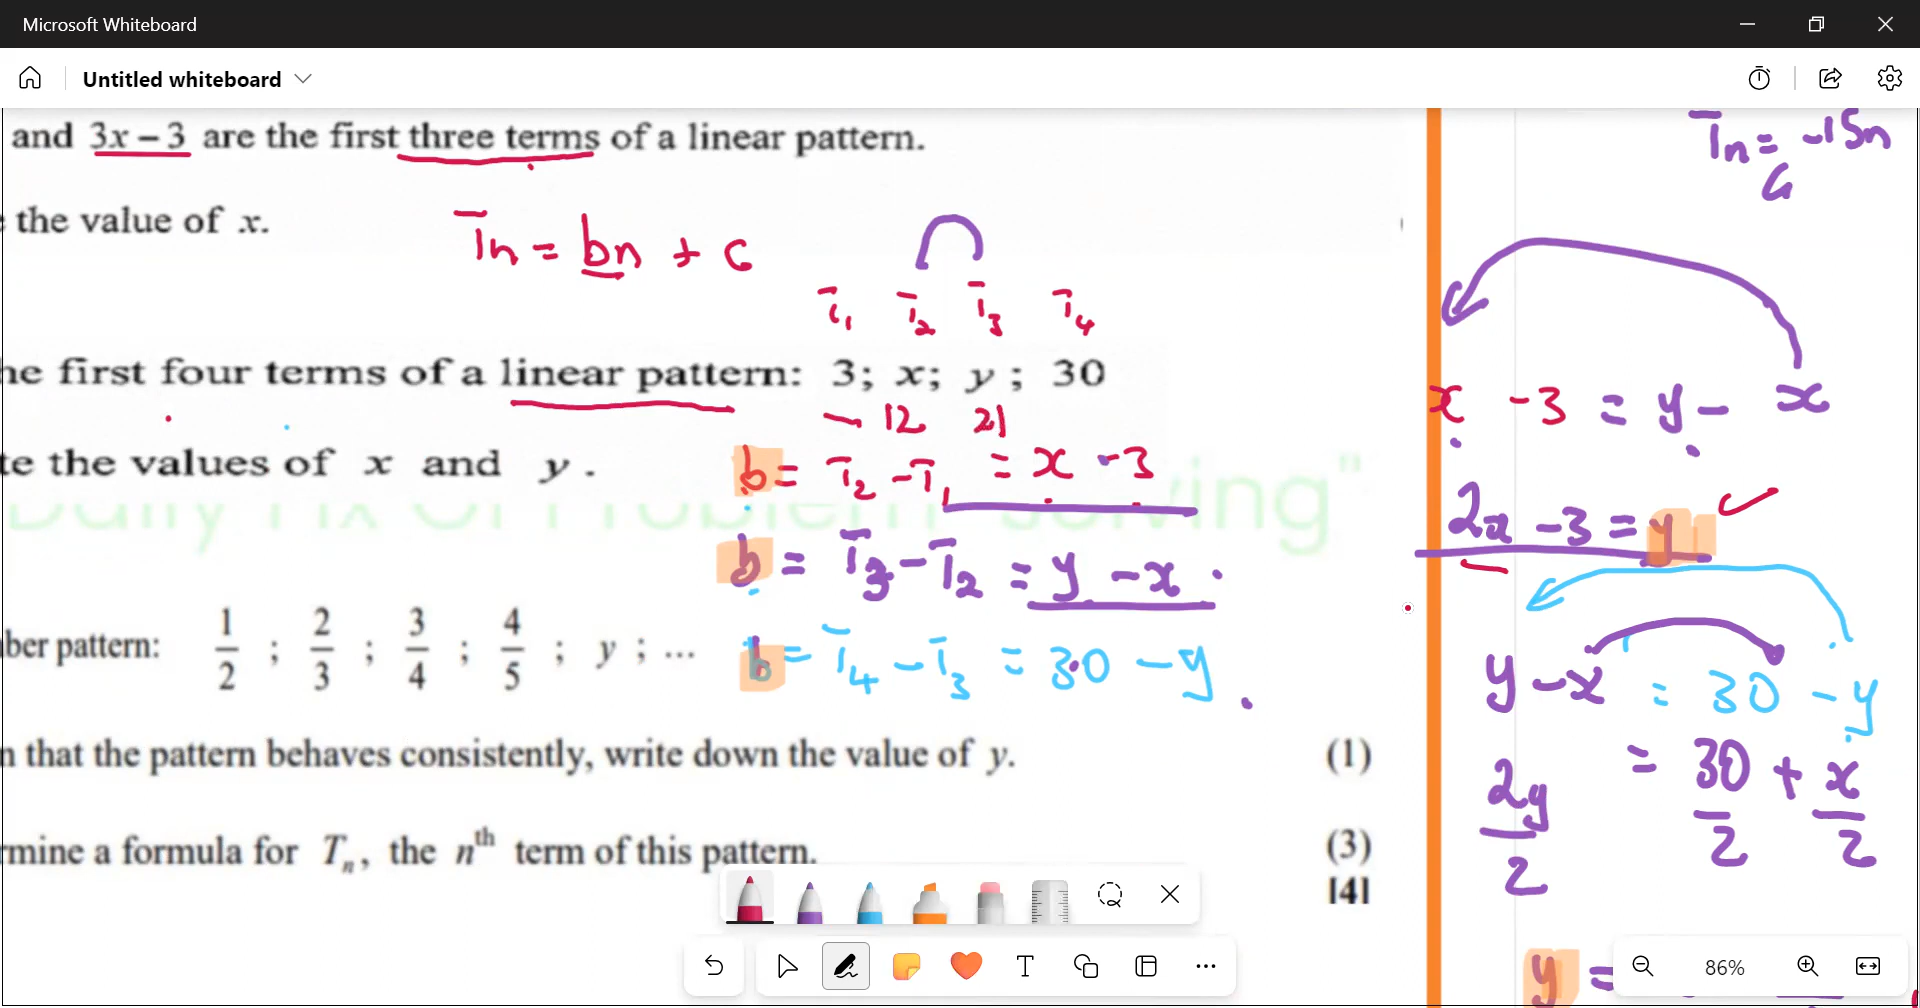 Microsoft Whiteboard
Untitled whiteboard
and 3x – 3 are the first three terms of a linear pattern.
the value of x.
Tn = bn + c
T1 T2 T3 T4
he first four terms of a linear pattern: 3; x; y; 30
12 21
te the values of x and y.
b = T2 - T1 = x - 3
b = T3 - T2 = y - x
b = T4 - T3 = 30 - y
ber pattern: 1/2 ; 2/3 ; 3/4 ; 4/5 ; y ; ...
n that the pattern behaves consistently, write down the value of y. (1)
rmine a formula for Tn, the nth term of this pattern. (3)
[4]
Tn = -15n
x - 3 = y - x
2x - 3 = y
y - x = 30 - y
2y/2 = 30/2 + x/2
y =
86%